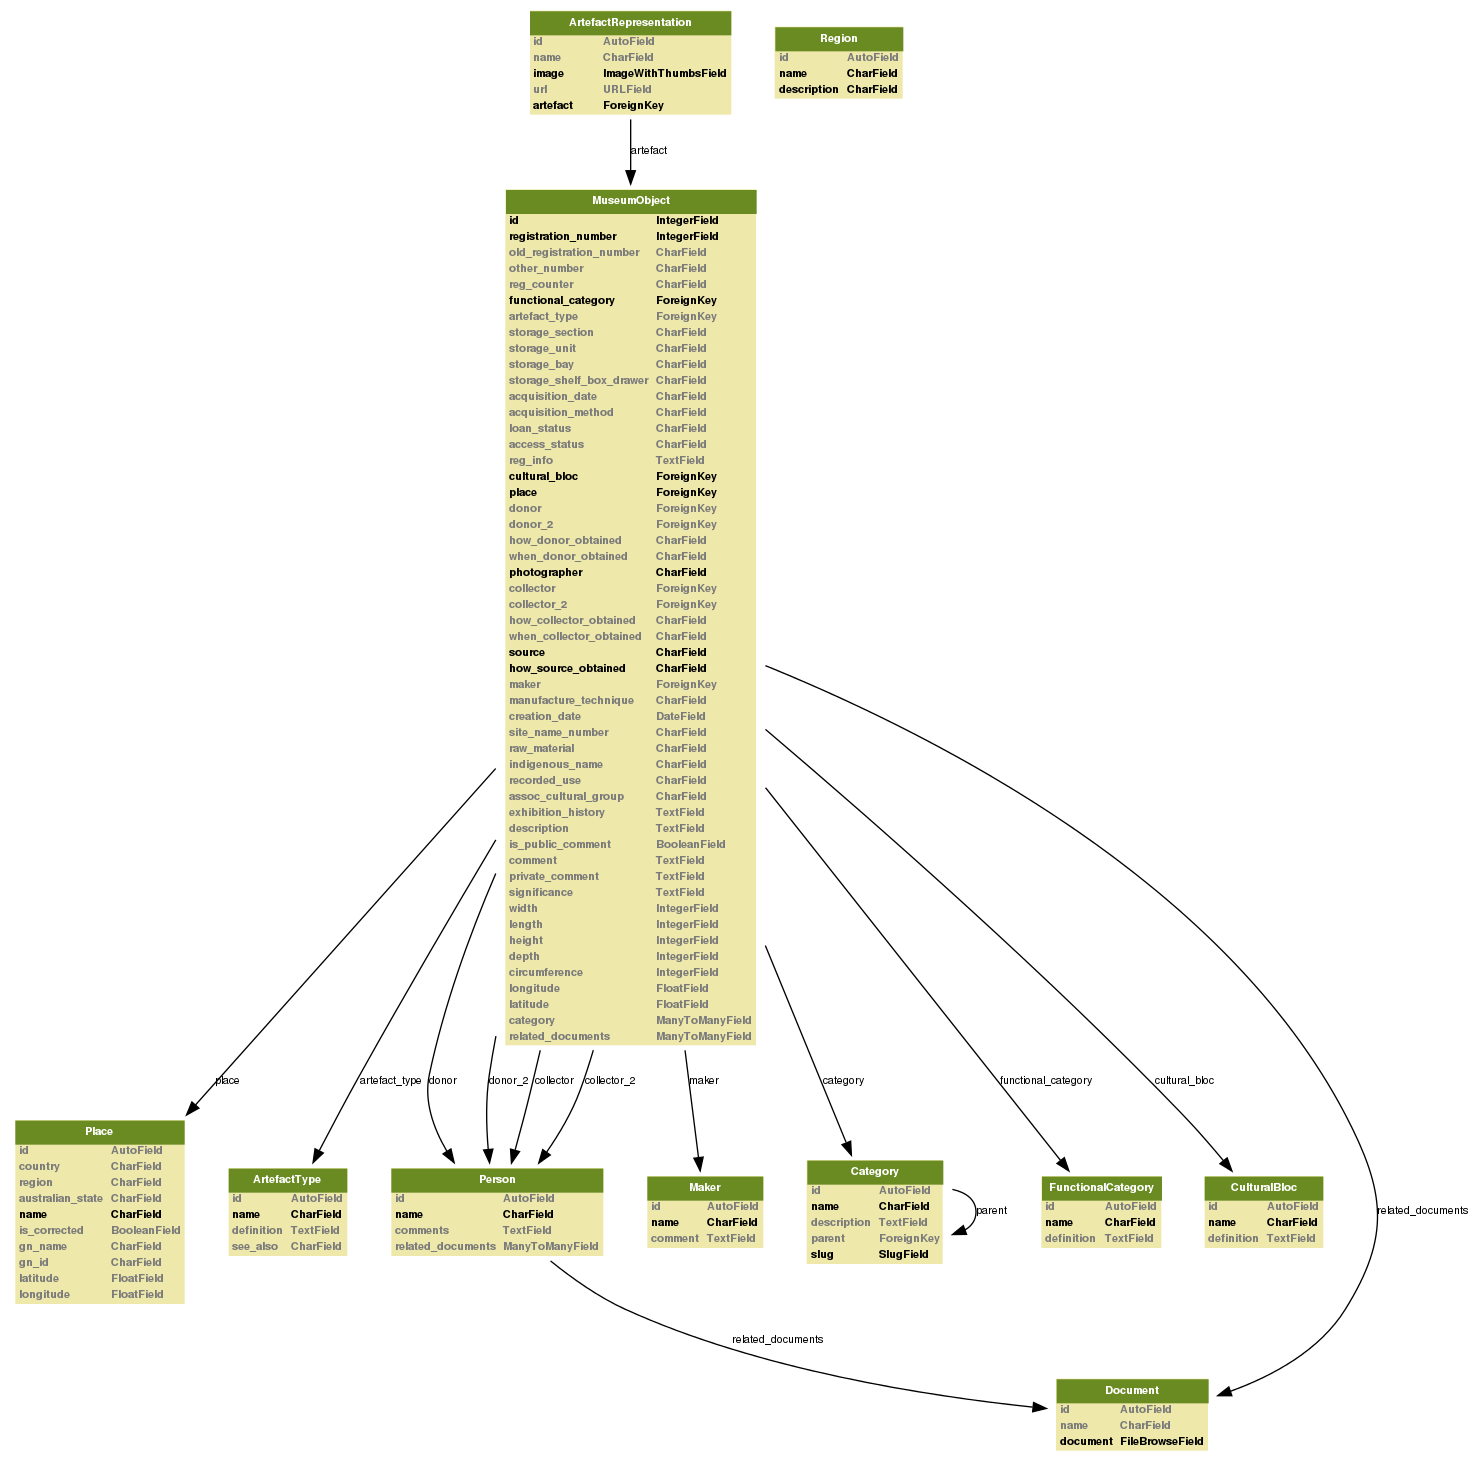 ArtefactRepresentation
id AutoField
name CharField
image ImageWithThumbsField
url URLField
artefact ForeignKey
Region
id AutoField
name CharField
description CharField
artefact
MuseumObject
id IntegerField
registration_number IntegerField
old_registration_number CharField
other_number CharField
reg_counter CharField
functional_category ForeignKey
artefact_type ForeignKey
storage_section CharField
storage_unit CharField
storage_bay CharField
storage_shelf_box_drawer CharField
acquisition_date CharField
acquisition_method CharField
loan_status CharField
access_status CharField
reg_info TextField
cultural_bloc ForeignKey
place ForeignKey
donor ForeignKey
donor_2 ForeignKey
how_donor_obtained CharField
when_donor_obtained CharField
photographer CharField
collector ForeignKey
collector_2 ForeignKey
how_collector_obtained CharField
when_collector_obtained CharField
source CharField
how_source_obtained CharField
maker ForeignKey
manufacture_technique CharField
creation_date DateField
site_name_number CharField
raw_material CharField
indigenous_name CharField
recorded_use CharField
assoc_cultural_group CharField
exhibition_history TextField
description TextField
is_public_comment BooleanField
comment TextField
private_comment TextField
significance TextField
width IntegerField
length IntegerField
height IntegerField
depth IntegerField
circumference IntegerField
longitude FloatField
latitude FloatField
category ManyToManyField
related_documents ManyToManyField
place
artefact_type
donor
donor_2
collector
collector_2
maker
category
functional_category
cultural_bloc
related_documents
Place
id AutoField
country CharField
region CharField
australian_state CharField
name CharField
is_corrected BooleanField
gn_name CharField
gn_id CharField
latitude FloatField
longitude FloatField
ArtefactType
id AutoField
name CharField
definition TextField
see_also CharField
Person
id AutoField
name CharField
comments TextField
related_documents ManyToManyField
Maker
id AutoField
name CharField
comment TextField
Category
id AutoField
name CharField
description TextField
parent ForeignKey
slug SlugField
parent
FunctionalCategory
id AutoField
name CharField
definition TextField
CulturalBloc
id AutoField
name CharField
definition TextField
related_documents
Document
id AutoField
name CharField
document FileBrowseField